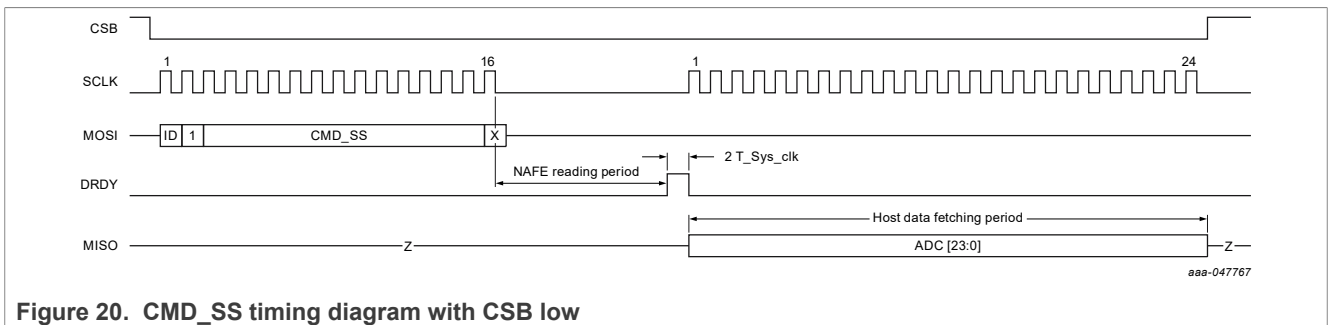 CSB
1 16 1 24
SCLK
MOSI ID 1 CMD_SS X
2 T_Sys_clk
NAFE reading period
DRDY
Host data fetching period
MISO Z ADC [23:0] Z
aaa-047767
Figure 20. CMD_SS timing diagram with CSB low